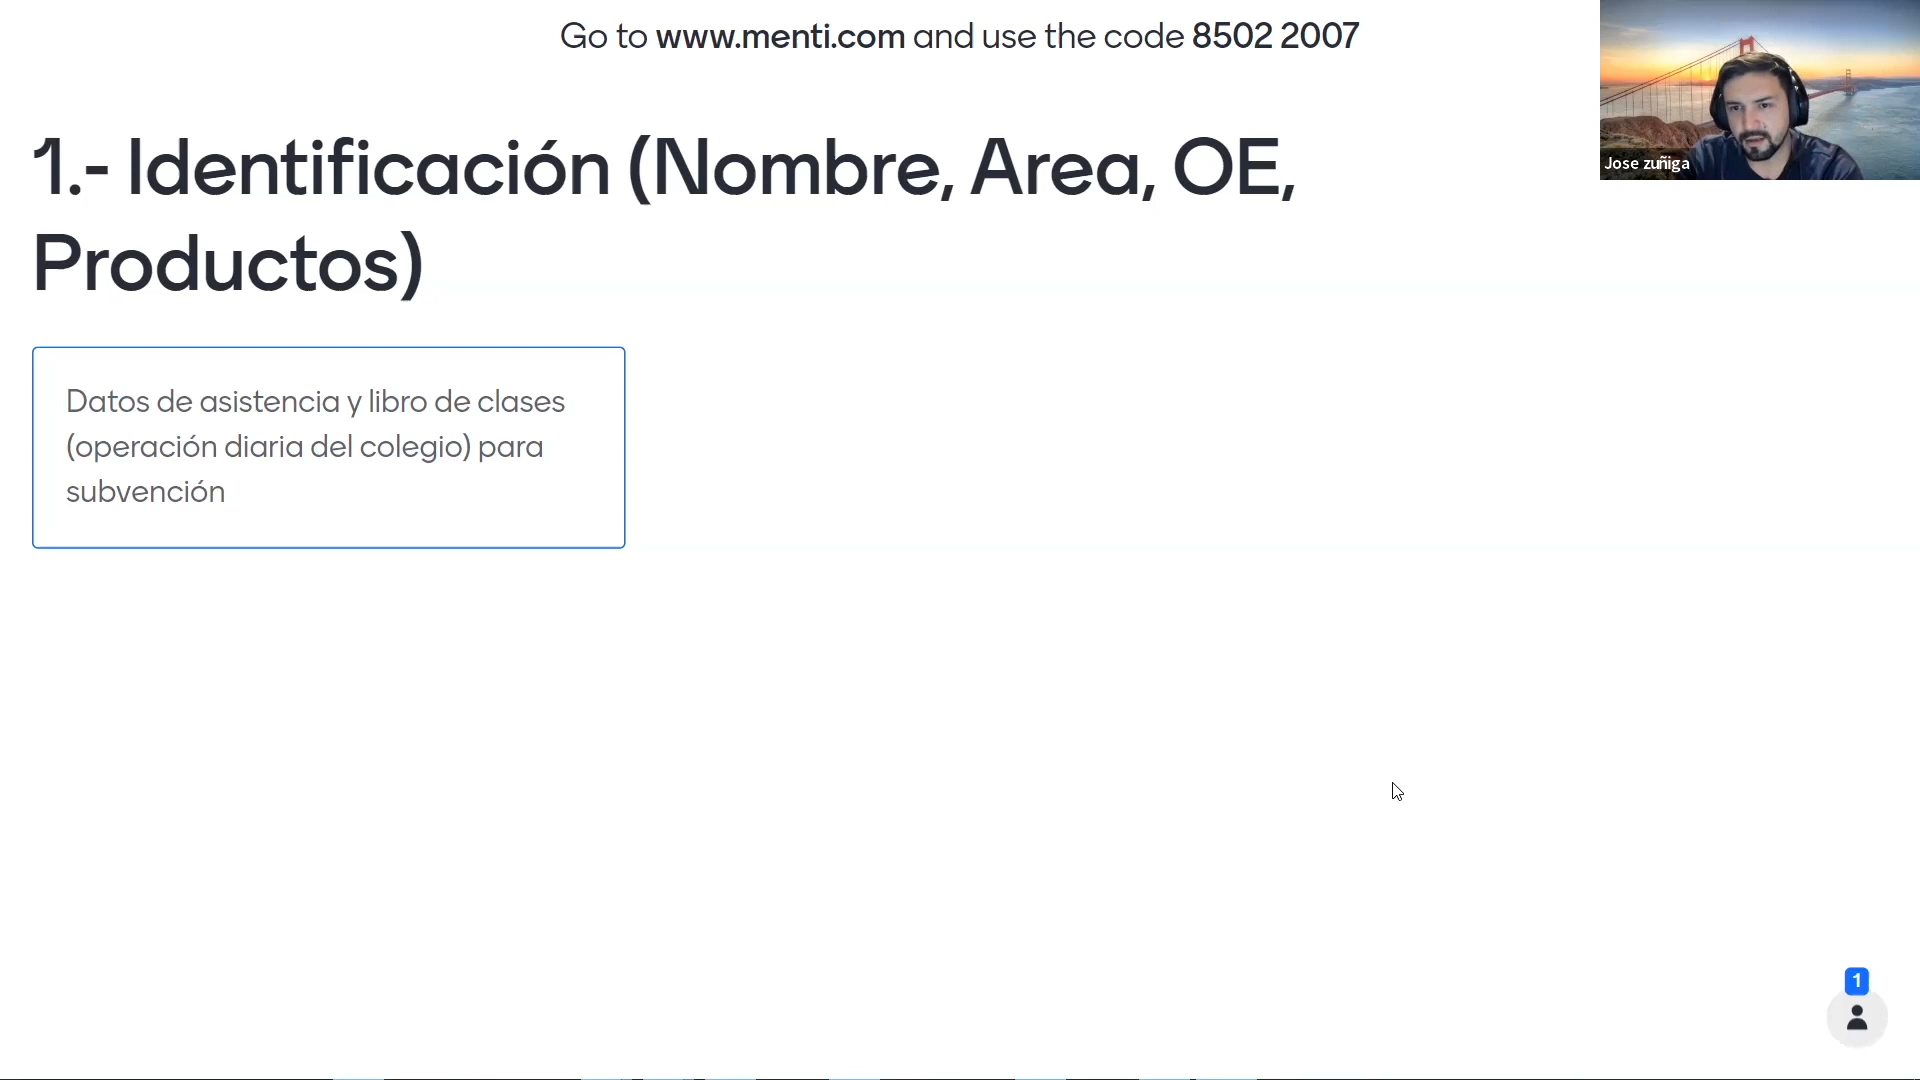 Go to www.menti.com and use the code 8502 2007
1.- Identificación (Nombre, Area, OE,
Productos)
Jose zuñiga
Datos de asistencia y libro de clases
(operación diaria del colegio) para
subvención
1